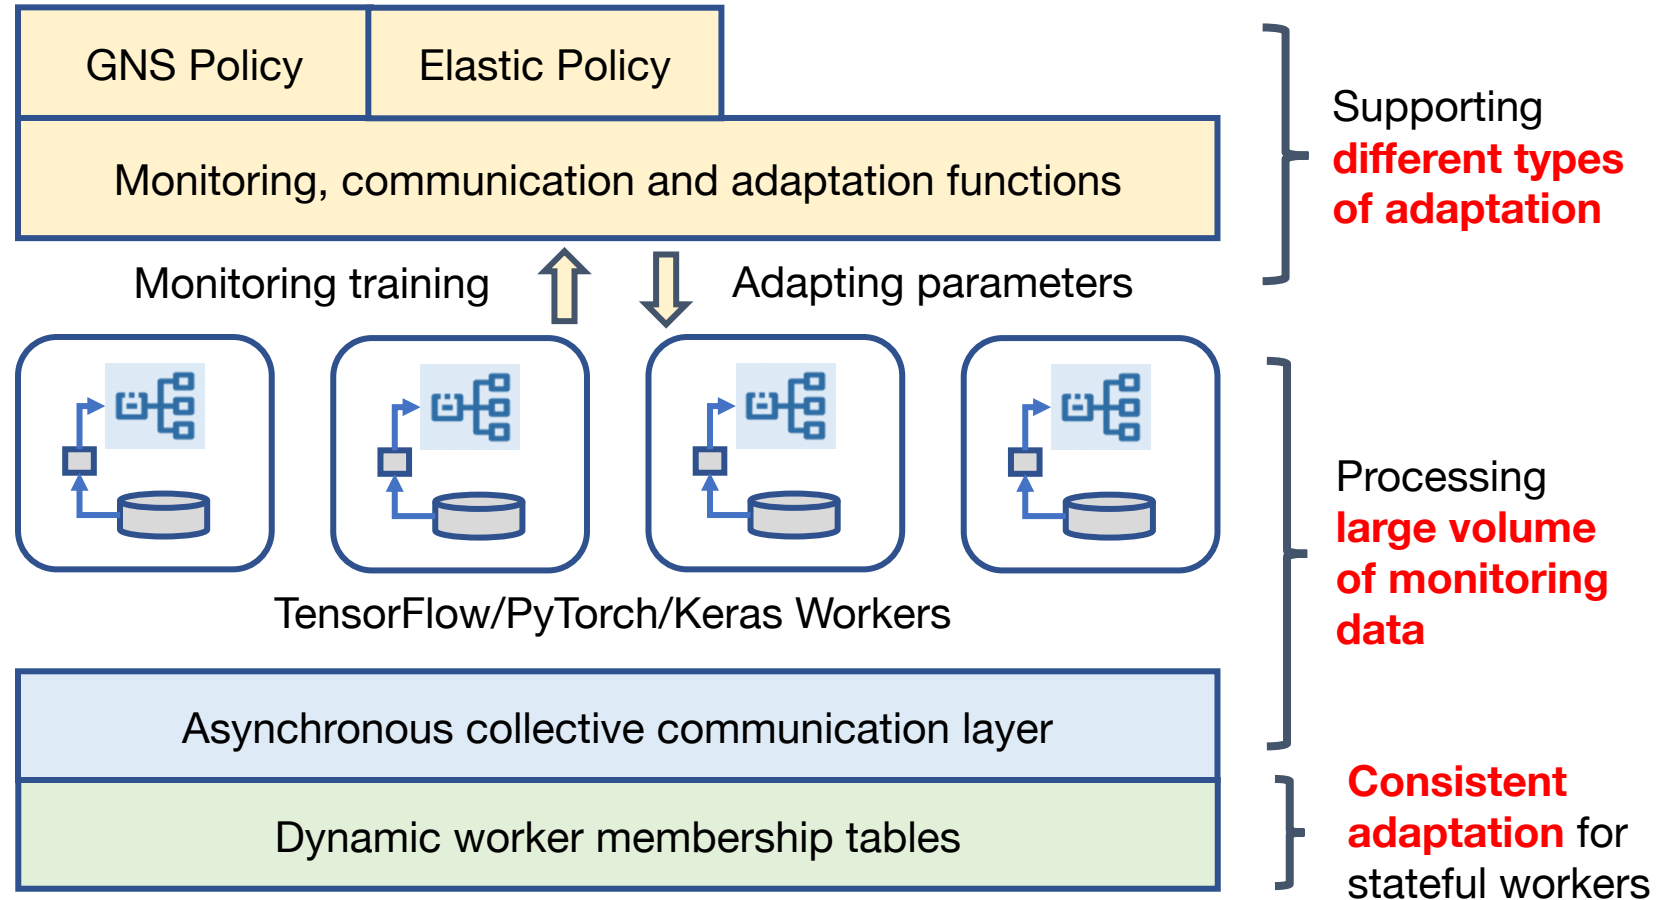 GNS Policy
Elastic Policy
Monitoring, communication and adaptation functions
Supporting
different types
of adaptation
Monitoring training
Adapting parameters
TensorFlow/PyTorch/Keras Workers
Processing
large volume
of monitoring
data
Asynchronous collective communication layer
Dynamic worker membership tables
Consistent
adaptation for
stateful workers